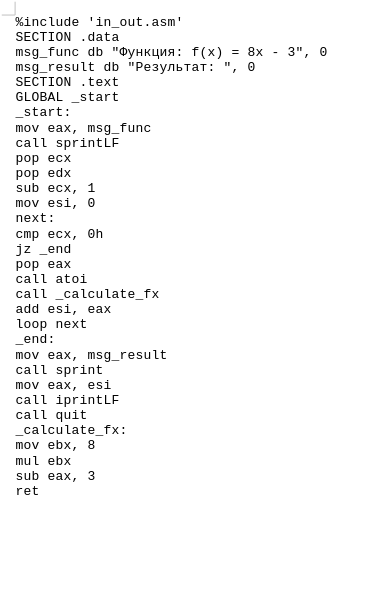 %include 'in_out.asm'
SECTION .data
msg_func db "Функция: f(x) = 8x - 3", 0
msg_result db "Результат: ", 0
SECTION .text
GLOBAL _start
_start:
mov eax, msg_func
call sprintLF
pop ecx
pop edx
sub ecx, 1
mov esi, 0
next:
cmp ecx, 0h
jz _end
pop eax
call atoi
call _calculate_fx
add esi, eax
loop next
_end:
mov eax, msg_result
call sprint
mov eax, esi
call iprintLF
call quit
_calculate_fx:
mov ebx, 8
mul ebx
sub eax, 3
ret